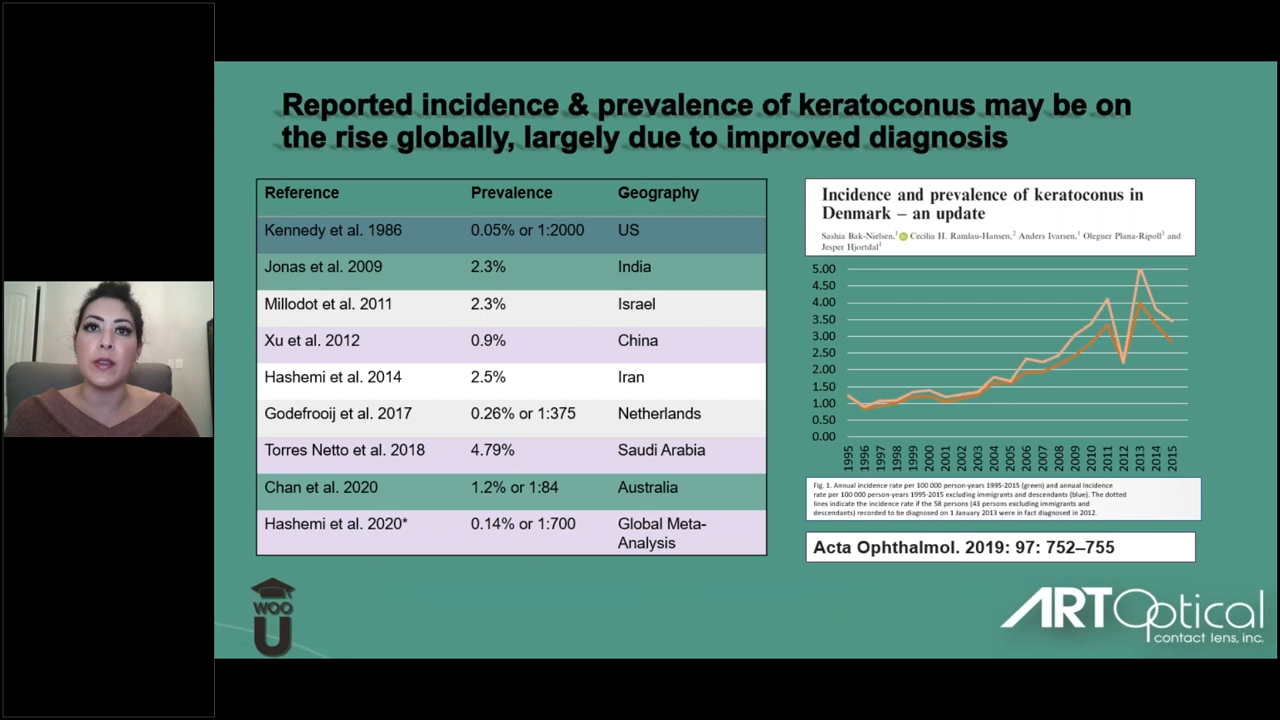 Reported incidence & prevalence of keratoconus may be on
the rise globally, largely due to improved diagnosis
Reference Prevalence Geography
Kennedy et al. 1986 0.05% or 1:2000 US
Jonas et al. 2009 2.3% India
Millodot et al. 2011 2.3% Israel
Xu et al. 2012 0.9% China
Hashemi et al. 2014 2.5% Iran
Godefrooij et al. 2017 0.26% or 1:375 Netherlands
Torres Netto et al. 2018 4.79% Saudi Arabia
Chan et al. 2020 1.2% or 1:84 Australia
Hashemi et al. 2020* 0.14% or 1:700 Global Meta-
Analysis
Incidence and prevalence of keratoconus in
Denmark – an update
Sashia Bak-Nielsen,1 Cecilia H. Ramlau-Hansen,2 Anders Ivarsen,1 Oleguer Plana-Ripoll3 and
Jesper Hjortdal1
5.00
4.50
4.00
3.50
3.00
2.50
2.00
1.50
1.00
0.50
0.00
1995 1996 1997 1998 1999 2000 2001 2002 2003 2004 2005 2006 2007 2008 2009 2010 2011 2012 2013 2014 2015
Fig. 1. Annual incidence rate per 100 000 person-years 1995-2015 (green) and annual incidence
rate per 100 000 person-years 1995-2015 excluding immigrants and descendants (blue). The dotted
lines indicate the incidence rate if the 58 persons (43 persons excluding immigrants and
descendants) recorded to be diagnosed on 1 January 2013 were in fact diagnosed in 2012.
Acta Ophthalmol. 2019: 97: 752–755
WOO
U
ART Optical
contact lens, inc.